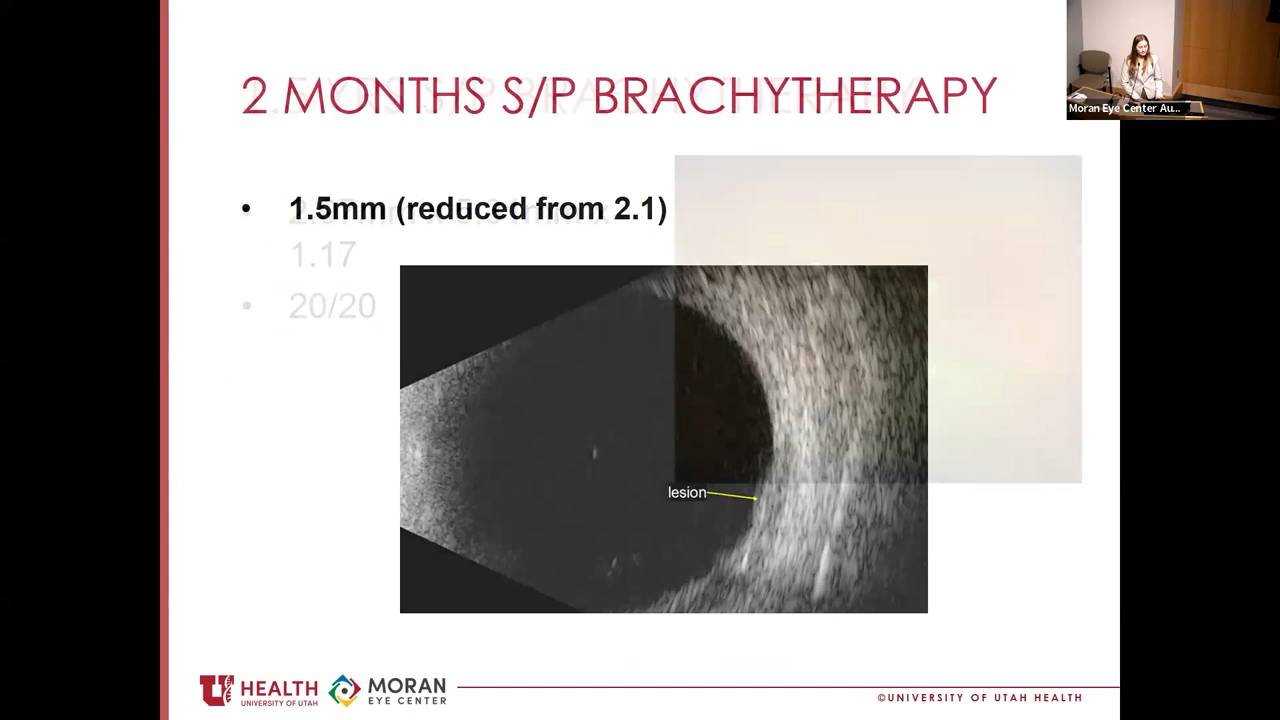 2 MONTHS S/P BRACHYTHERAPY
Moran Eye Center Au...
• 1.5mm (reduced from 2.1)
1.17
• 20/20
lesion
HEALTH
UNIVERSITY OF UTAH
MORAN
EYE CENTER
©UNIVERSITY OF UTAH HEALTH